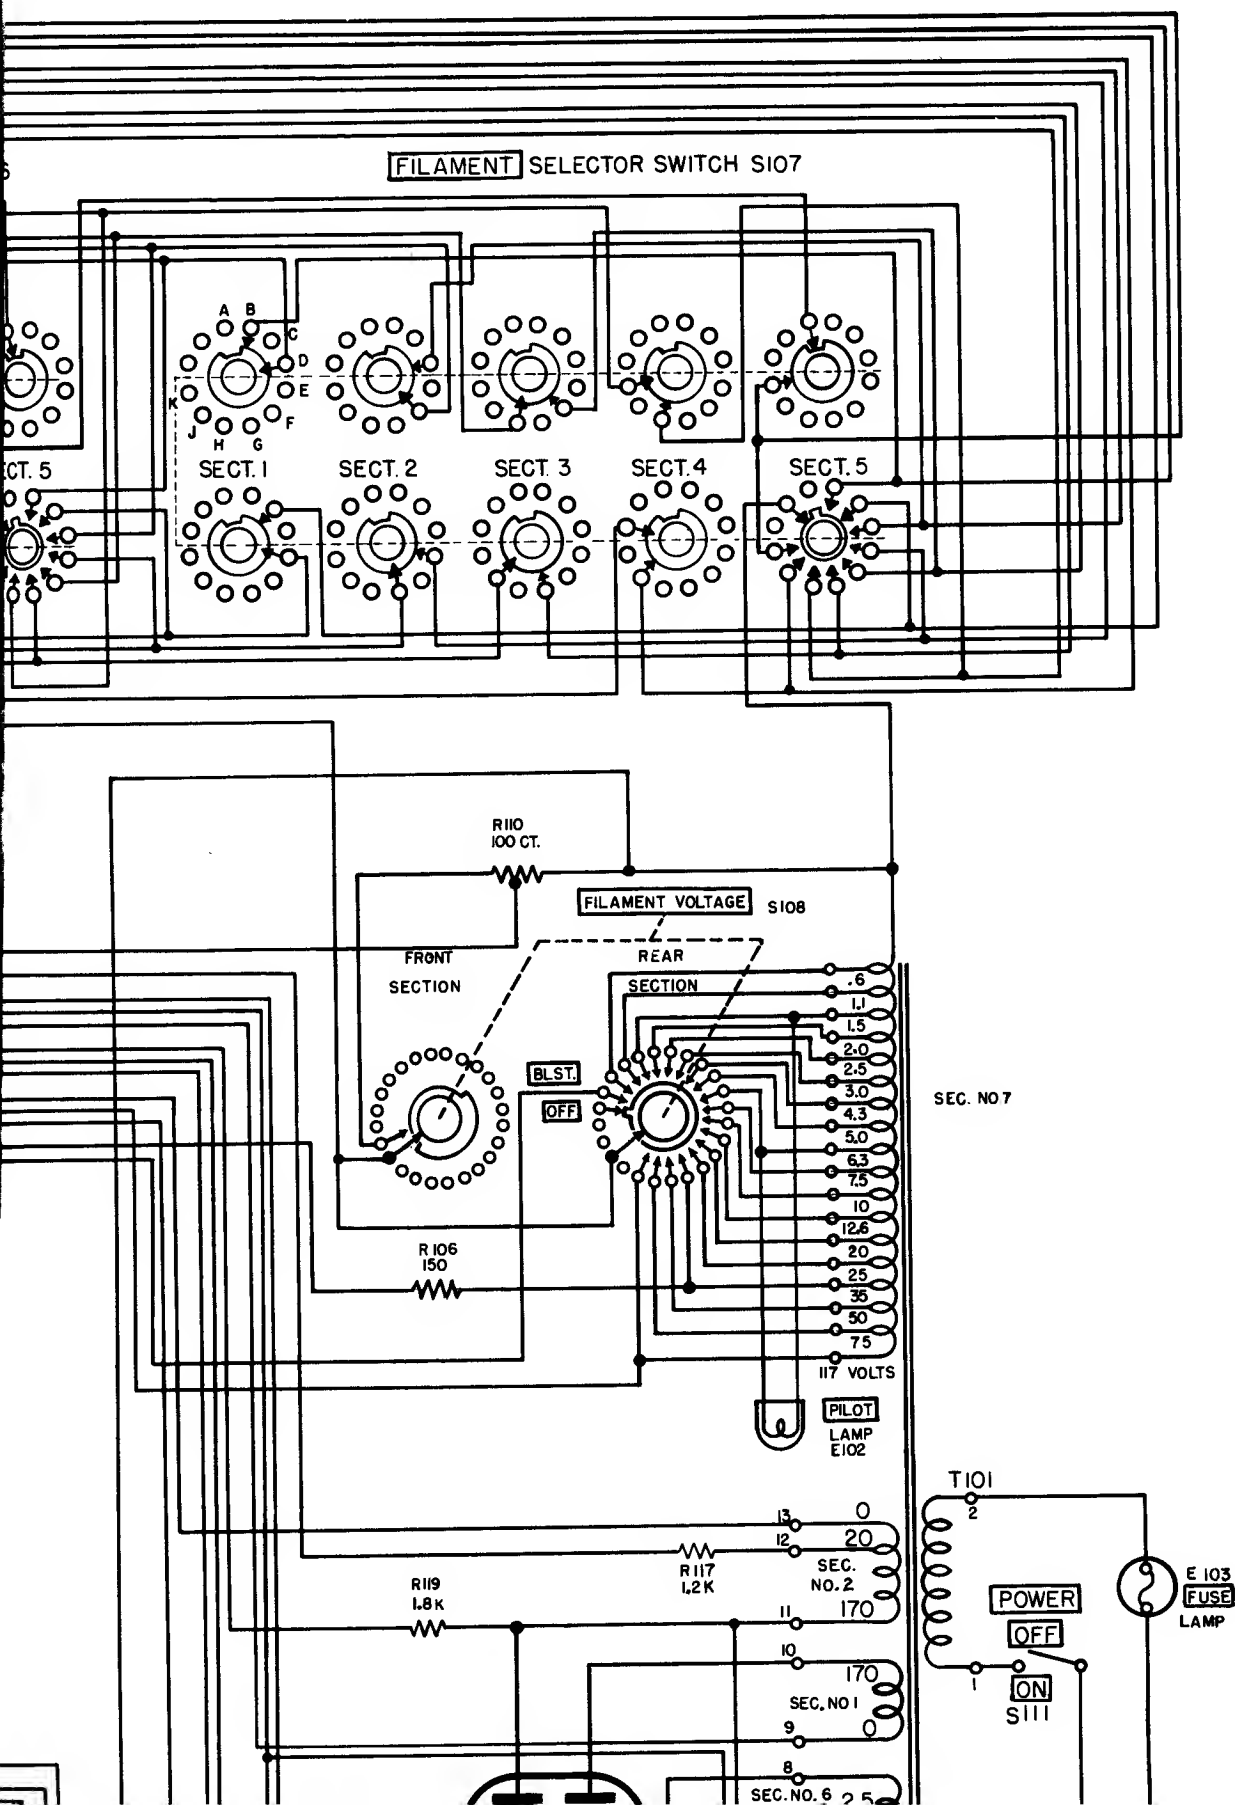 6
FILAMENT SELECTOR SWITCH S107
A B
C
D
E
F
G
H
J
K
ECT. 5 SECT. 1 SECT. 2 SECT. 3 SECT. 4 SECT. 5
R110
100 CT.
FILAMENT VOLTAGE S108
FRONT
SECTION
REAR
SECTION
.6
1.1
1.5
2.0
2.5
3.0
4.3
5.0
6.3
7.5
10
12.6
20
25
35
50
75
117 VOLTS
SEC. NO 7
BLST.
OFF
R106
150
PILOT
LAMP
E102
T101
2
13 0
12 20
SEC.
NO. 2
R117
1.2K
R119
1.8K
11 170
10
170
SEC. NO 1
9 0
8
SEC. NO. 6 2.5
POWER
OFF
1
ON
S111
E 103
FUSE
LAMP